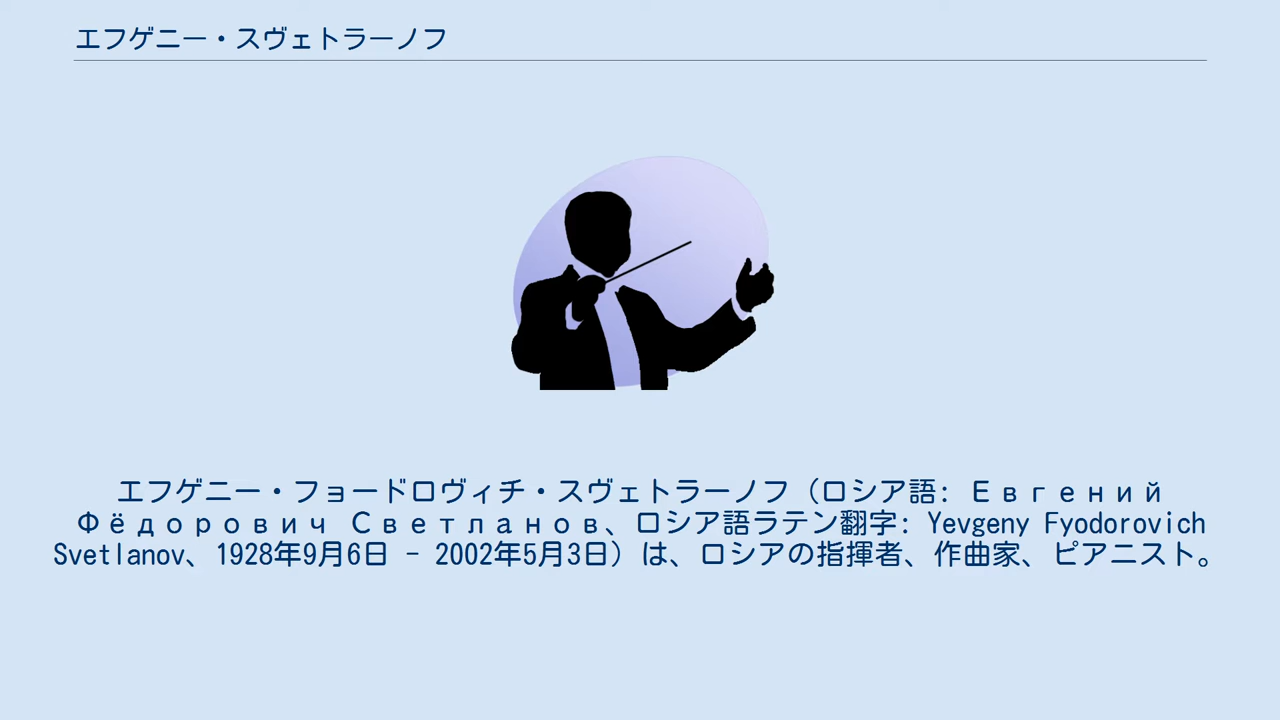 エフゲニー・スヴェトラーノフ
エフゲニー・フョードロヴィチ・スヴェトラーノフ（ロシア語: Евгений
Фёдорович Светланов、ロシア語ラテン翻字: Yevgeny Fyodorovich
Svetlanov、1928年9月6日 - 2002年5月3日）は、ロシアの指揮者、作曲家、ピアニスト。